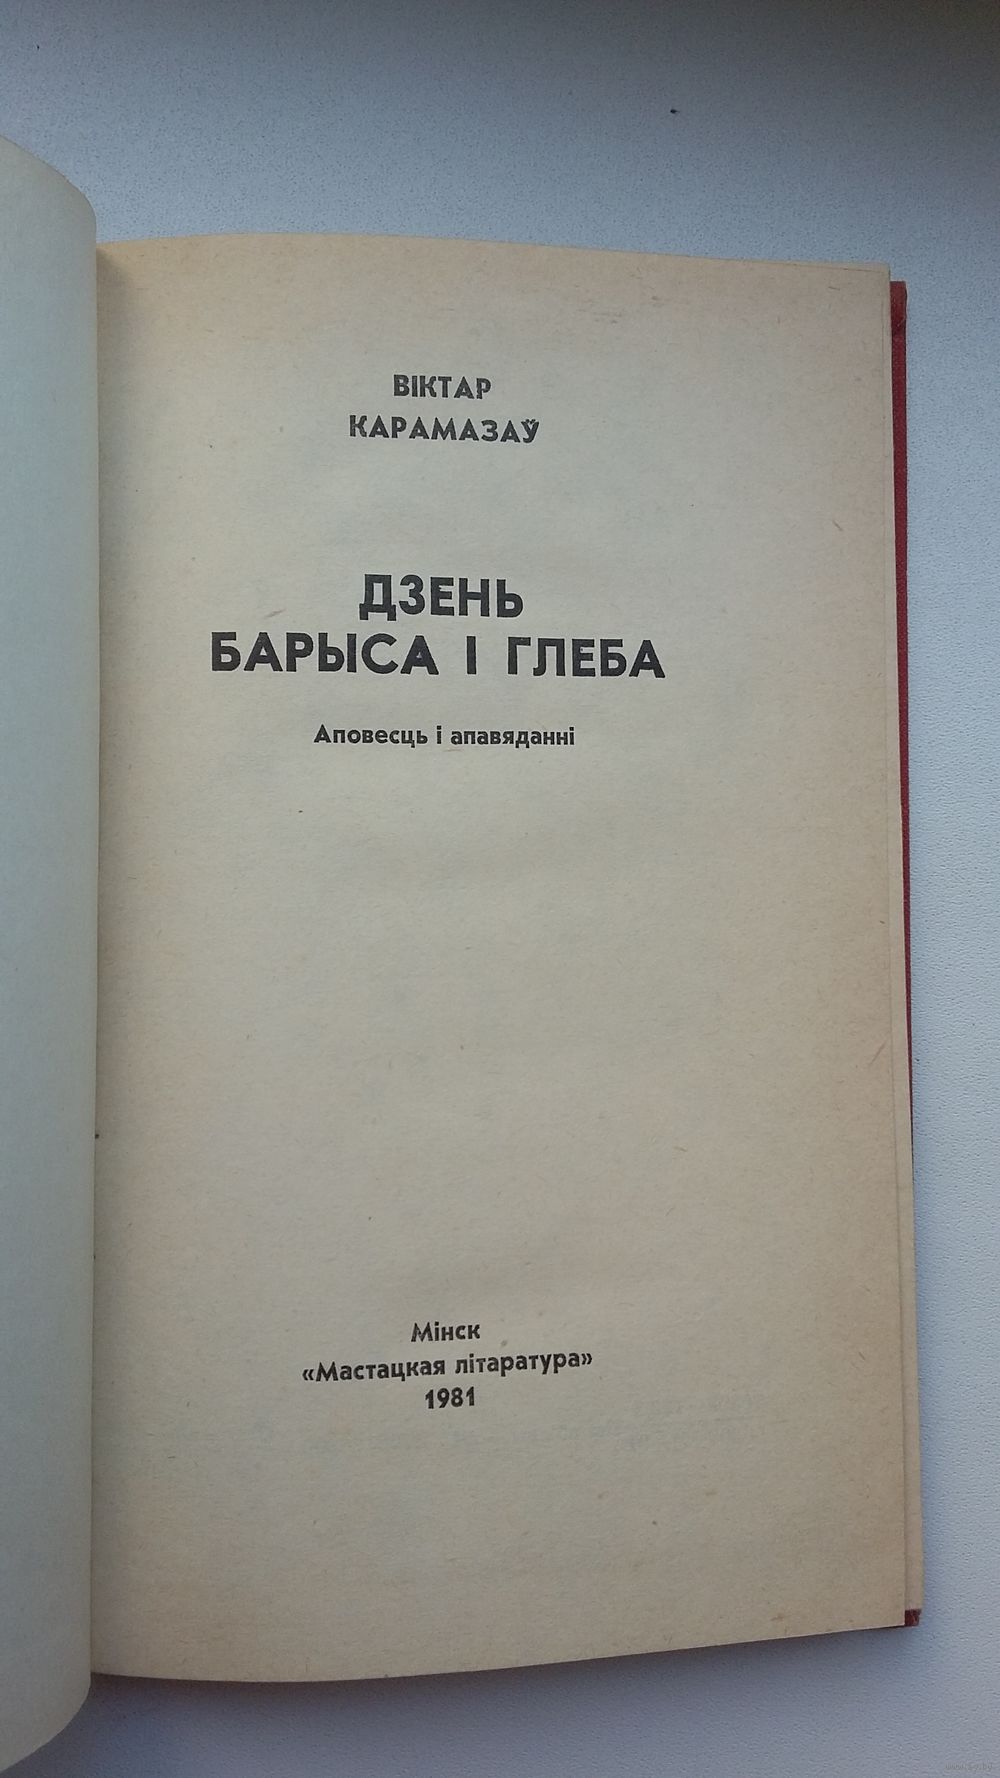 ВІКТАР
КАРАМАЗАЎ
ДЗЕНЬ
БАРЫСА І ГЛЕБА
Аповесць і апавяданні
Мінск
«Мастацкая літаратура»
1981